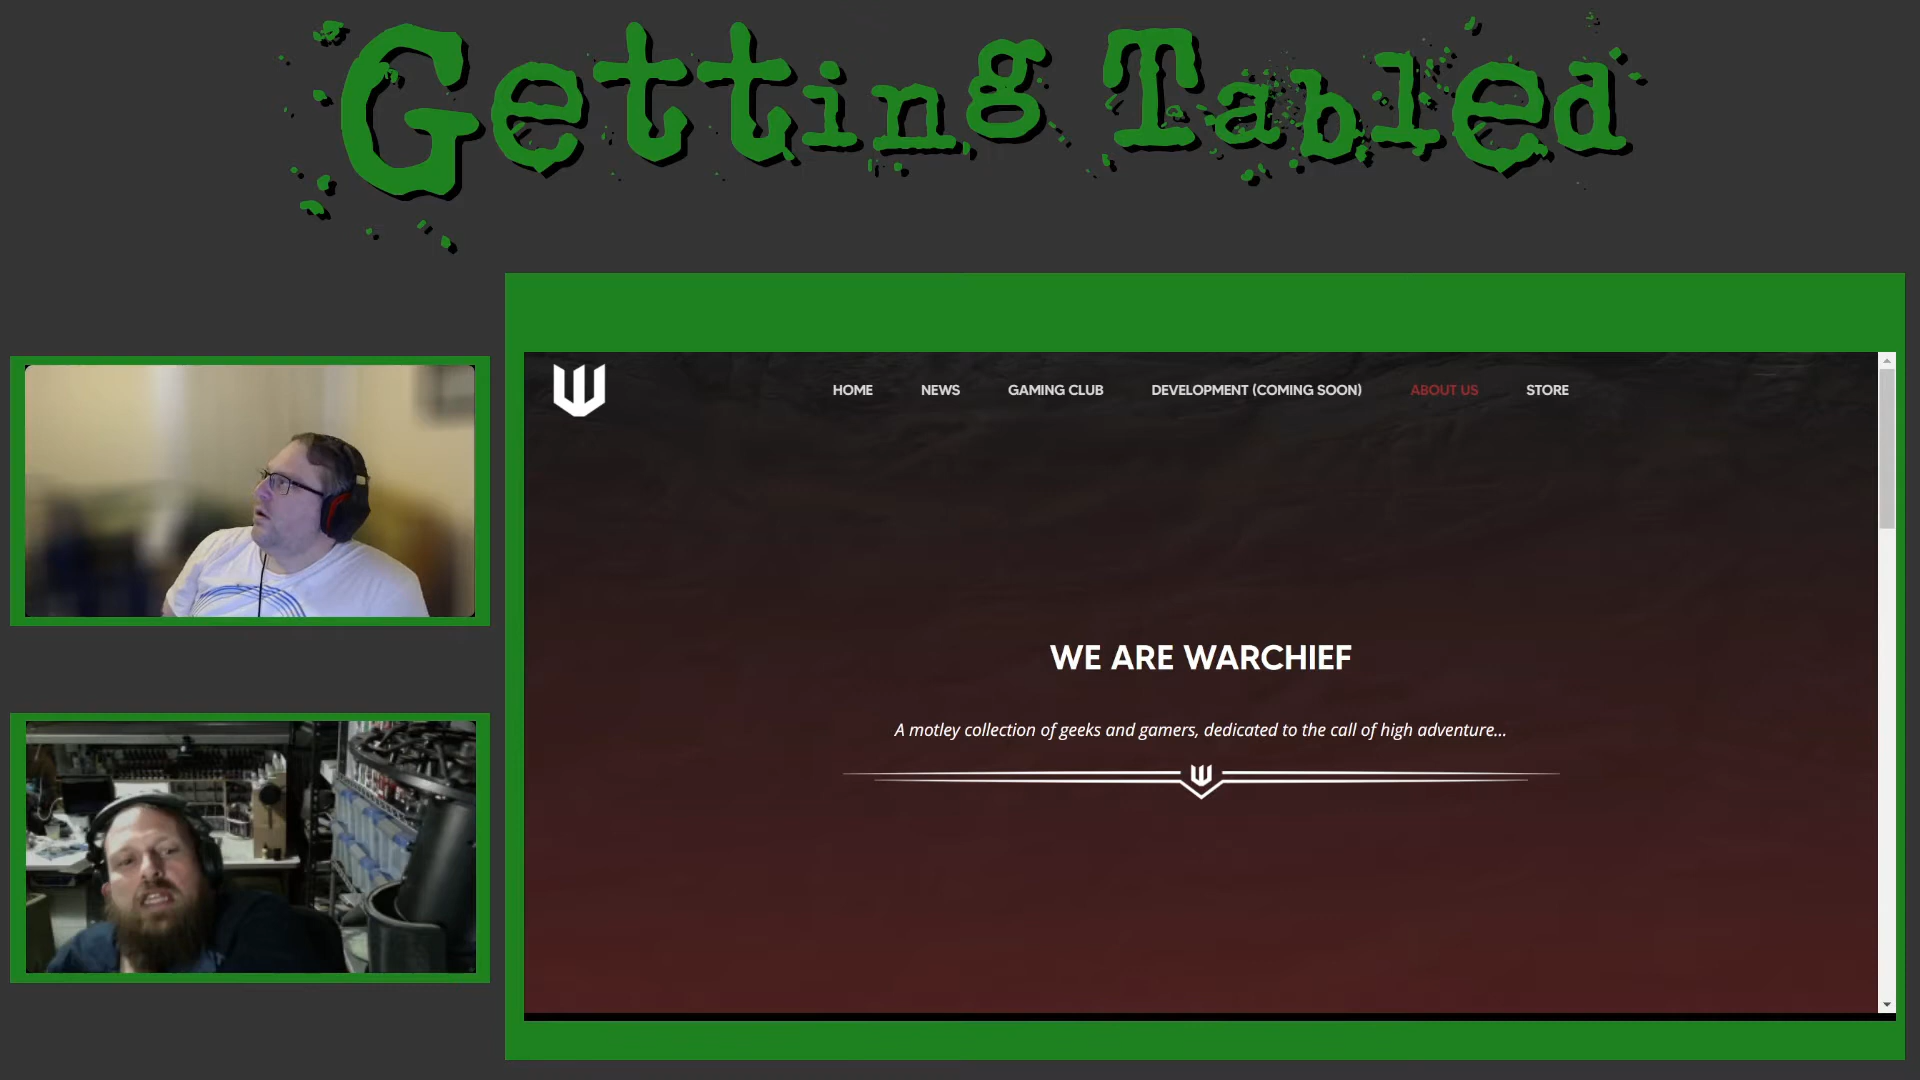 Getting Tabled
HOME NEWS GAMING CLUB DEVELOPMENT (COMING SOON) ABOUT US STORE
WE ARE WARCHIEF
A motley collection of geeks and gamers, dedicated to the call of high adventure...